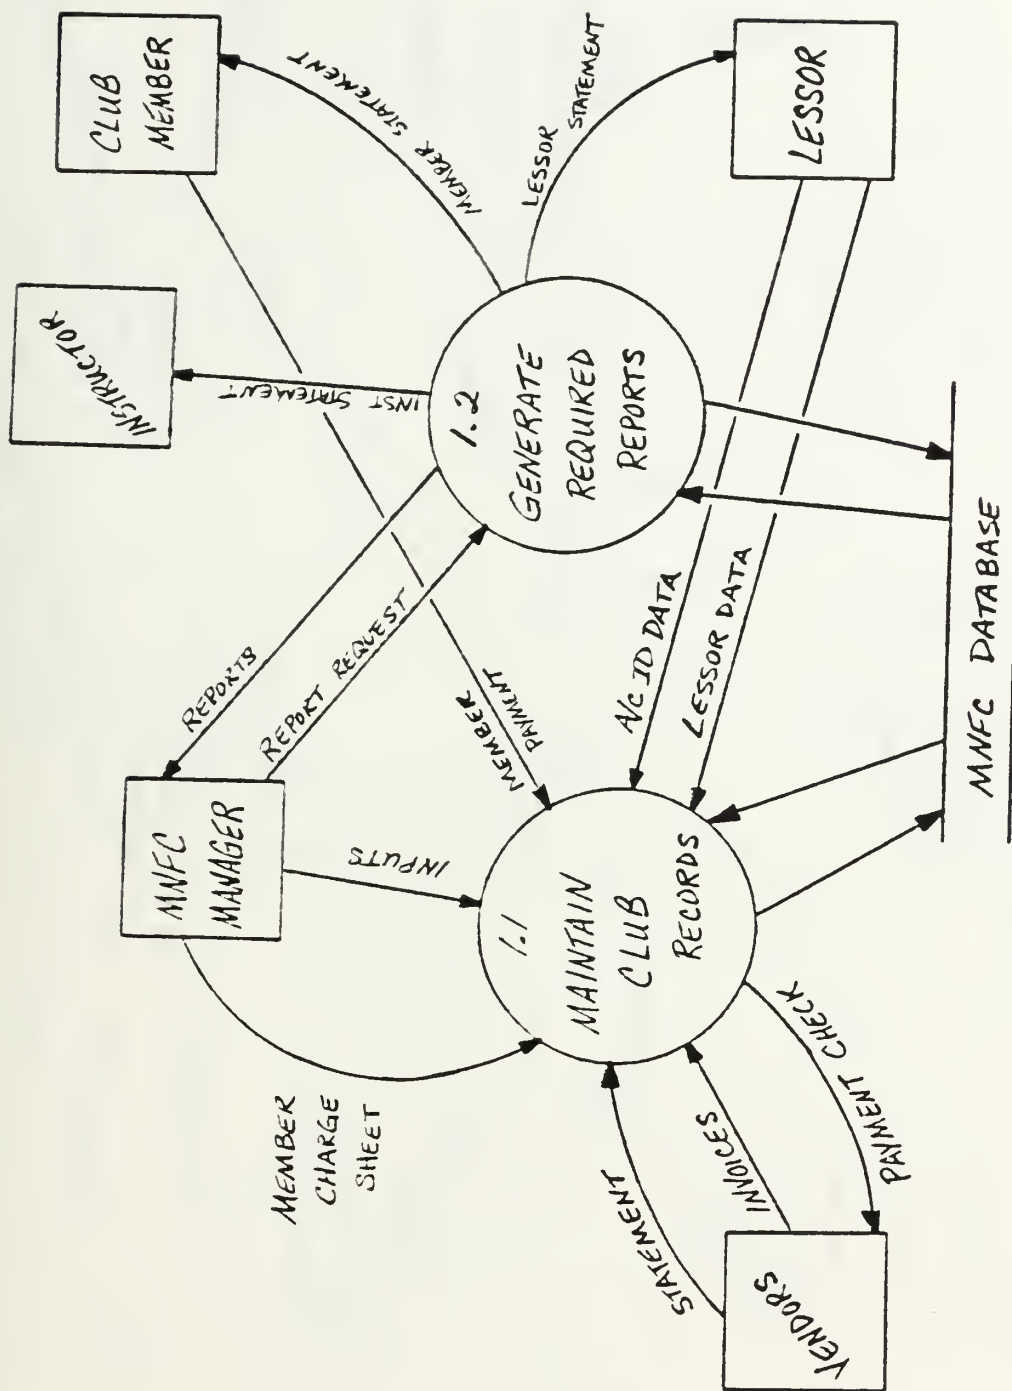 CLUB
MEMBER
MEMBER STATEMENT
LESSOR STATEMENT
LESSOR
INSTRUCTOR
INST STATEMENT
1.2
GENERATE
REQUIRED
REPORTS
REPORTS
REPORT REQUEST
MEMBER
PAYMENT
A/C ID DATA
LESSOR DATA
MNFC
MANAGER
INPUTS
1.1
MAINTAIN
CLUB
RECORDS
MNFC DATABASE
MEMBER
CHARGE
SHEET
STATEMENT
INVOICES
PAYMENT CHECK
VENDORS